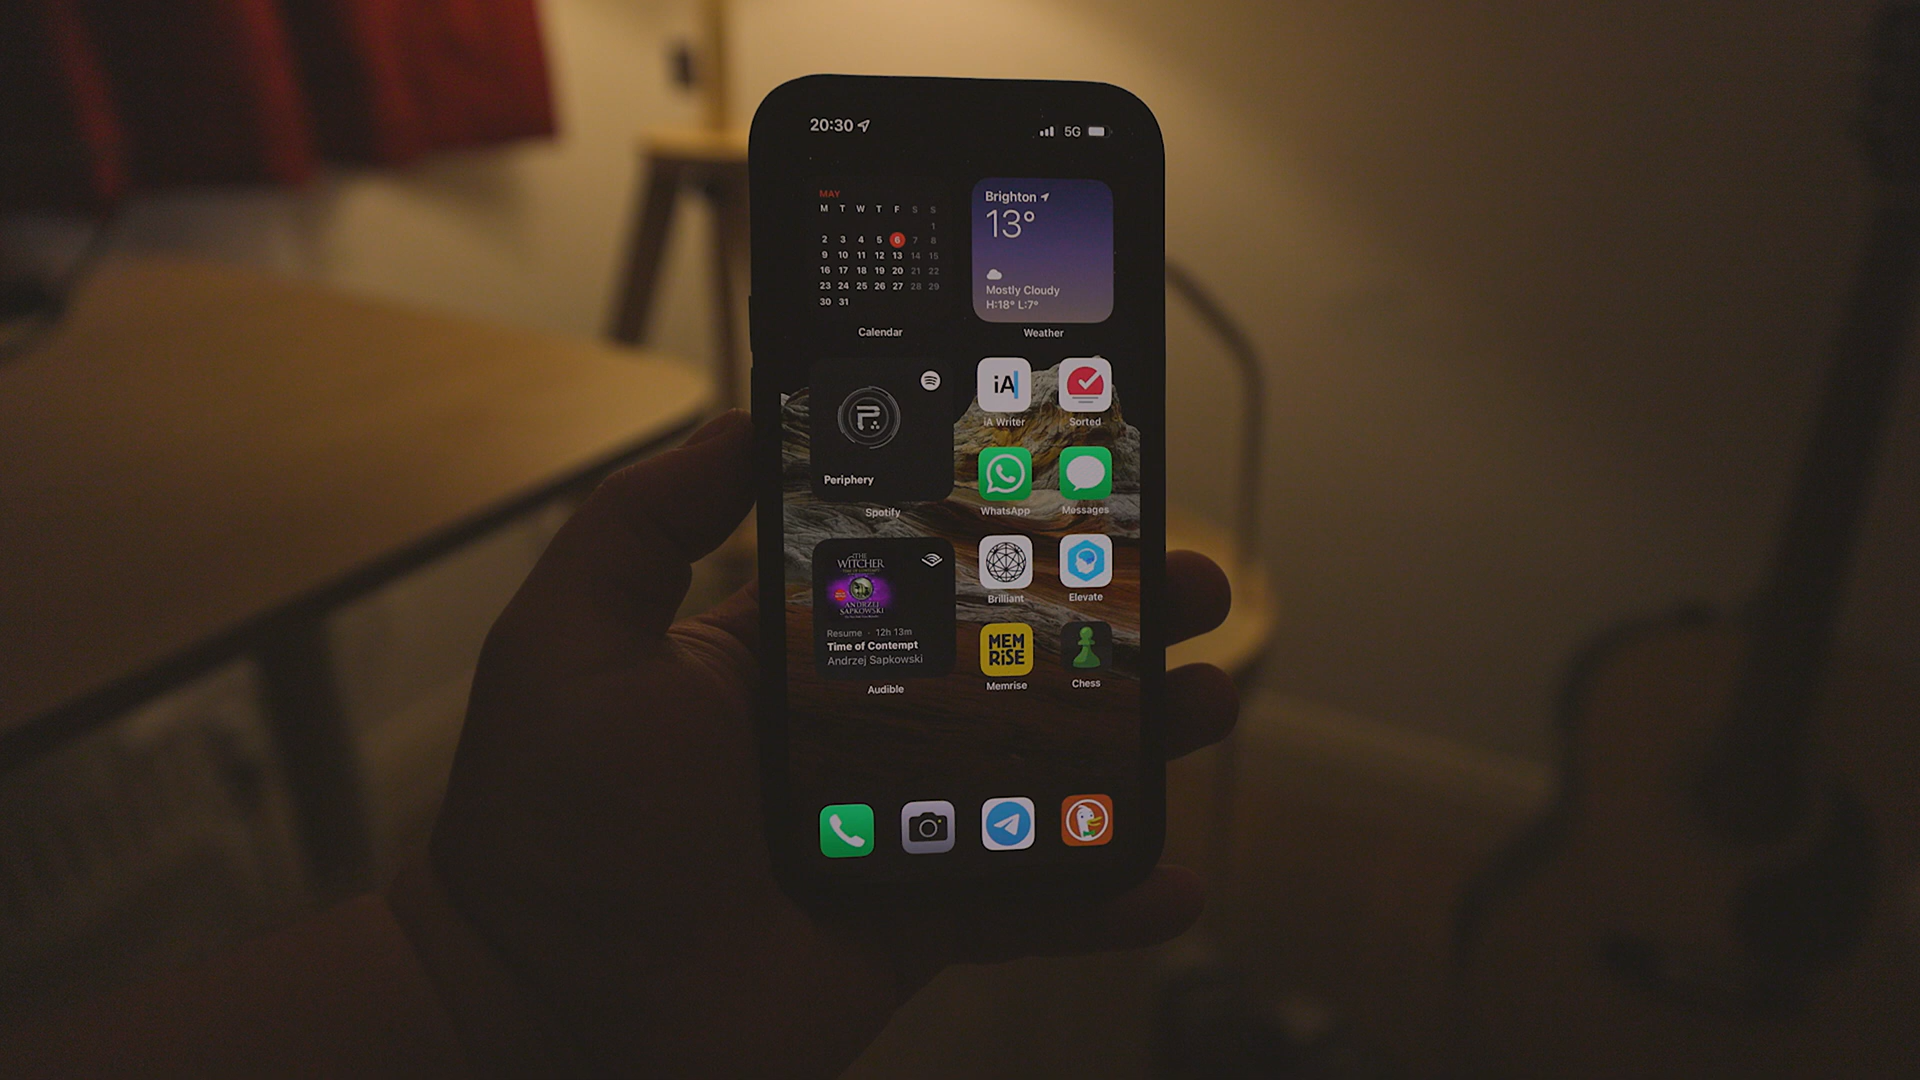 20:30
5G
MAY
M T W T F S S
1
2 3 4 5 6 7 8
9 10 11 12 13 14 15
16 17 18 19 20 21 22
23 24 25 26 27 28 29
30 31
Calendar
Brighton
13°
Mostly Cloudy
H:18° L:7°
Weather
Periphery
Spotify
iA
iA Writer
Sorted
WhatsApp
Messages
THE
WITCHER
TIME OF CONTEMPT
ANDRZEJ
SAPKOWSKI
Resume · 12h 13m
Time of Contempt
Andrzej Sapkowski
Audible
Brilliant
Elevate
MEM
RiSE
Memrise
Chess